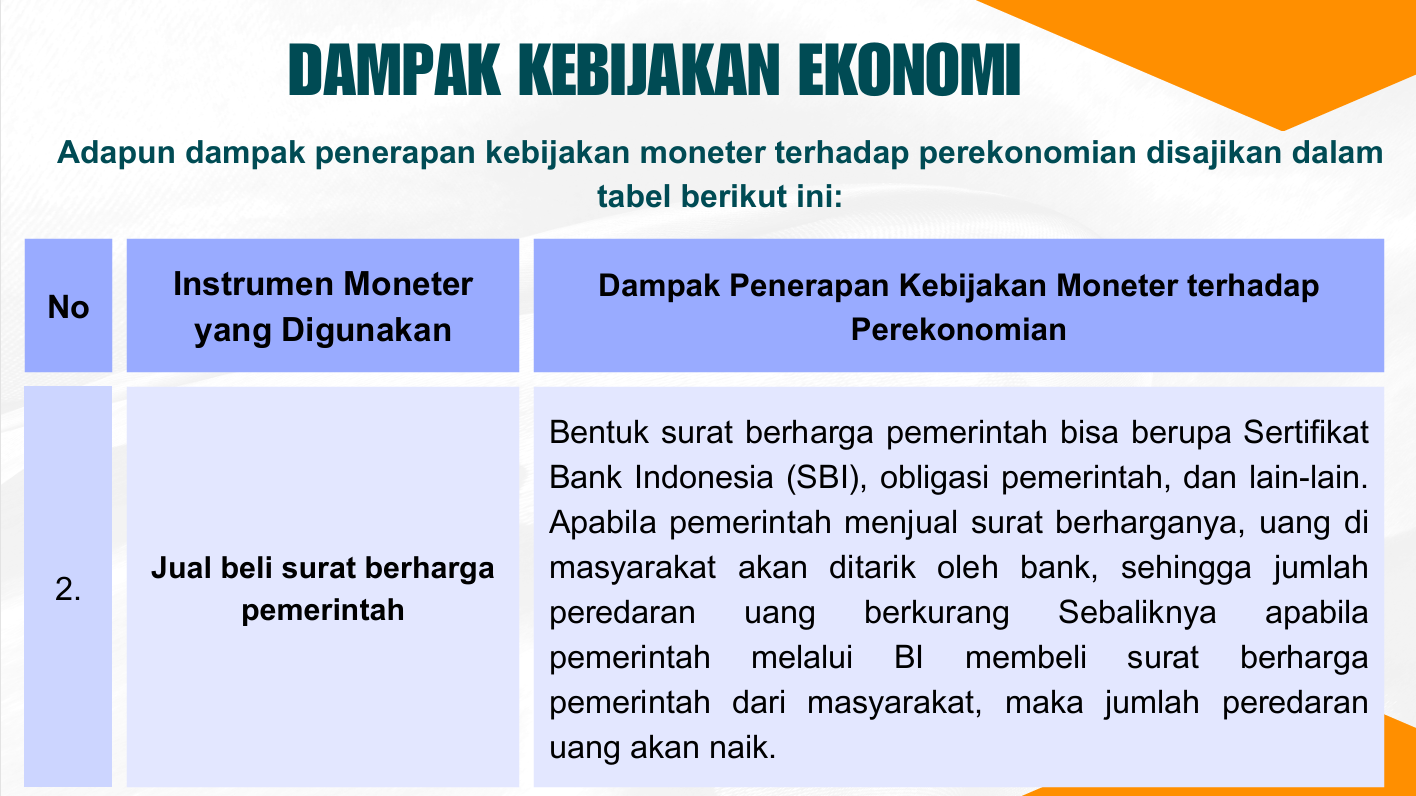 DAMPAK KEBIJAKAN EKONOMI
Adapun dampak penerapan kebijakan moneter terhadap perekonomian disajikan dalam
tabel berikut ini:
No
Instrumen Moneter
yang Digunakan
Dampak Penerapan Kebijakan Moneter terhadap
Perekonomian
2.
Jual beli surat berharga
pemerintah
Bentuk surat berharga pemerintah bisa berupa Sertifikat
Bank Indonesia (SBI), obligasi pemerintah, dan lain-lain.
Apabila pemerintah menjual surat berharganya, uang di
masyarakat akan ditarik oleh bank, sehingga jumlah
peredaran uang berkurang Sebaliknya apabila
pemerintah melalui BI membeli surat berharga
pemerintah dari masyarakat, maka jumlah peredaran
uang akan naik.